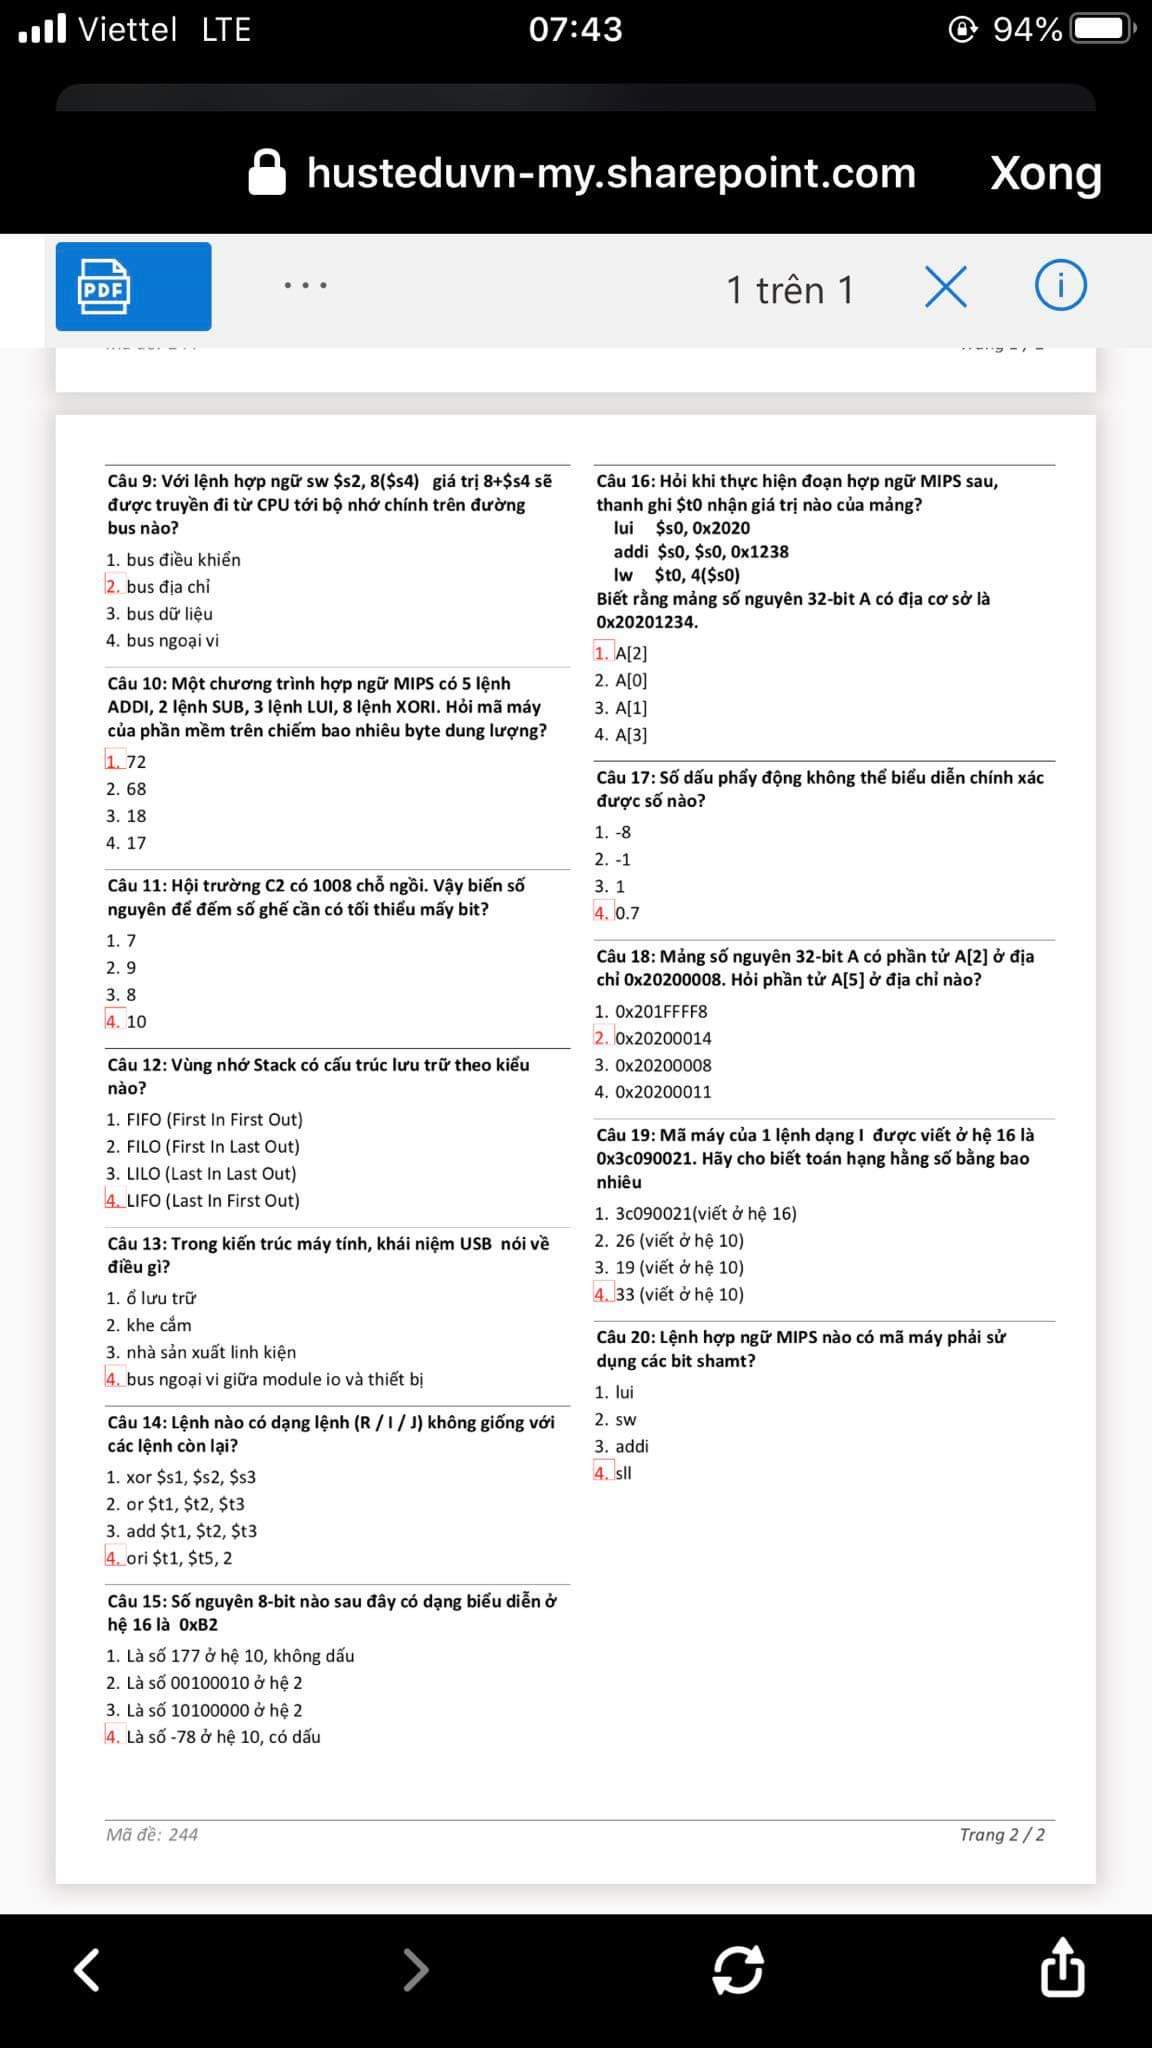 Viettel LTE 07:43 94%
husteduvn-my.sharepoint.com Xong
PDF ... 1 trên 1
Câu 9: Với lệnh hợp ngữ sw $s2, 8($s4) giá trị 8+$s4 sẽ
được truyền đi từ CPU tới bộ nhớ chính trên đường
bus nào?
1. bus điều khiển
2. bus địa chỉ
3. bus dữ liệu
4. bus ngoại vi
Câu 10: Một chương trình hợp ngữ MIPS có 5 lệnh
ADDI, 2 lệnh SUB, 3 lệnh LUI, 8 lệnh XORI. Hỏi mã máy
của phần mềm trên chiếm bao nhiêu byte dung lượng?
1. 72
2. 68
3. 18
4. 17
Câu 11: Hội trường C2 có 1008 chỗ ngồi. Vậy biến số
nguyên để đếm số ghế cần có tối thiểu mấy bit?
1. 7
2. 9
3. 8
4. 10
Câu 12: Vùng nhớ Stack có cấu trúc lưu trữ theo kiểu
nào?
1. FIFO (First In First Out)
2. FILO (First In Last Out)
3. LILO (Last In Last Out)
4. LIFO (Last In First Out)
Câu 13: Trong kiến trúc máy tính, khái niệm USB nói về
điều gì?
1. ổ lưu trữ
2. khe cắm
3. nhà sản xuất linh kiện
4. bus ngoại vi giữa module io và thiết bị
Câu 14: Lệnh nào có dạng lệnh (R / I / J) không giống với
các lệnh còn lại?
1. xor $s1, $s2, $s3
2. or $t1, $t2, $t3
3. add $t1, $t2, $t3
4. ori $t1, $t5, 2
Câu 15: Số nguyên 8-bit nào sau đây có dạng biểu diễn ở
hệ 16 là 0xB2
1. Là số 177 ở hệ 10, không dấu
2. Là số 00100010 ở hệ 2
3. Là số 10100000 ở hệ 2
4. Là số -78 ở hệ 10, có dấu
Câu 16: Hỏi khi thực hiện đoạn hợp ngữ MIPS sau,
thanh ghi $t0 nhận giá trị nào của mảng?
lui $s0, 0x2020
addi $s0, $s0, 0x1238
lw $t0, 4($s0)
Biết rằng mảng số nguyên 32-bit A có địa cơ sở là
0x20201234.
1. A[2]
2. A[0]
3. A[1]
4. A[3]
Câu 17: Số dấu phẩy động không thể biểu diễn chính xác
được số nào?
1. -8
2. -1
3. 1
4. 0.7
Câu 18: Mảng số nguyên 32-bit A có phần tử A[2] ở địa
chỉ 0x20200008. Hỏi phần tử A[5] ở địa chỉ nào?
1. 0x201FFFF8
2. 0x20200014
3. 0x20200008
4. 0x20200011
Câu 19: Mã máy của 1 lệnh dạng I được viết ở hệ 16 là
0x3c090021. Hãy cho biết toán hạng hằng số bằng bao
nhiêu
1. 3c090021(viết ở hệ 16)
2. 26 (viết ở hệ 10)
3. 19 (viết ở hệ 10)
4. 33 (viết ở hệ 10)
Câu 20: Lệnh hợp ngữ MIPS nào có mã máy phải sử
dụng các bit shamt?
1. lui
2. sw
3. addi
4. sll
Mã đề: 244 Trang 2 / 2